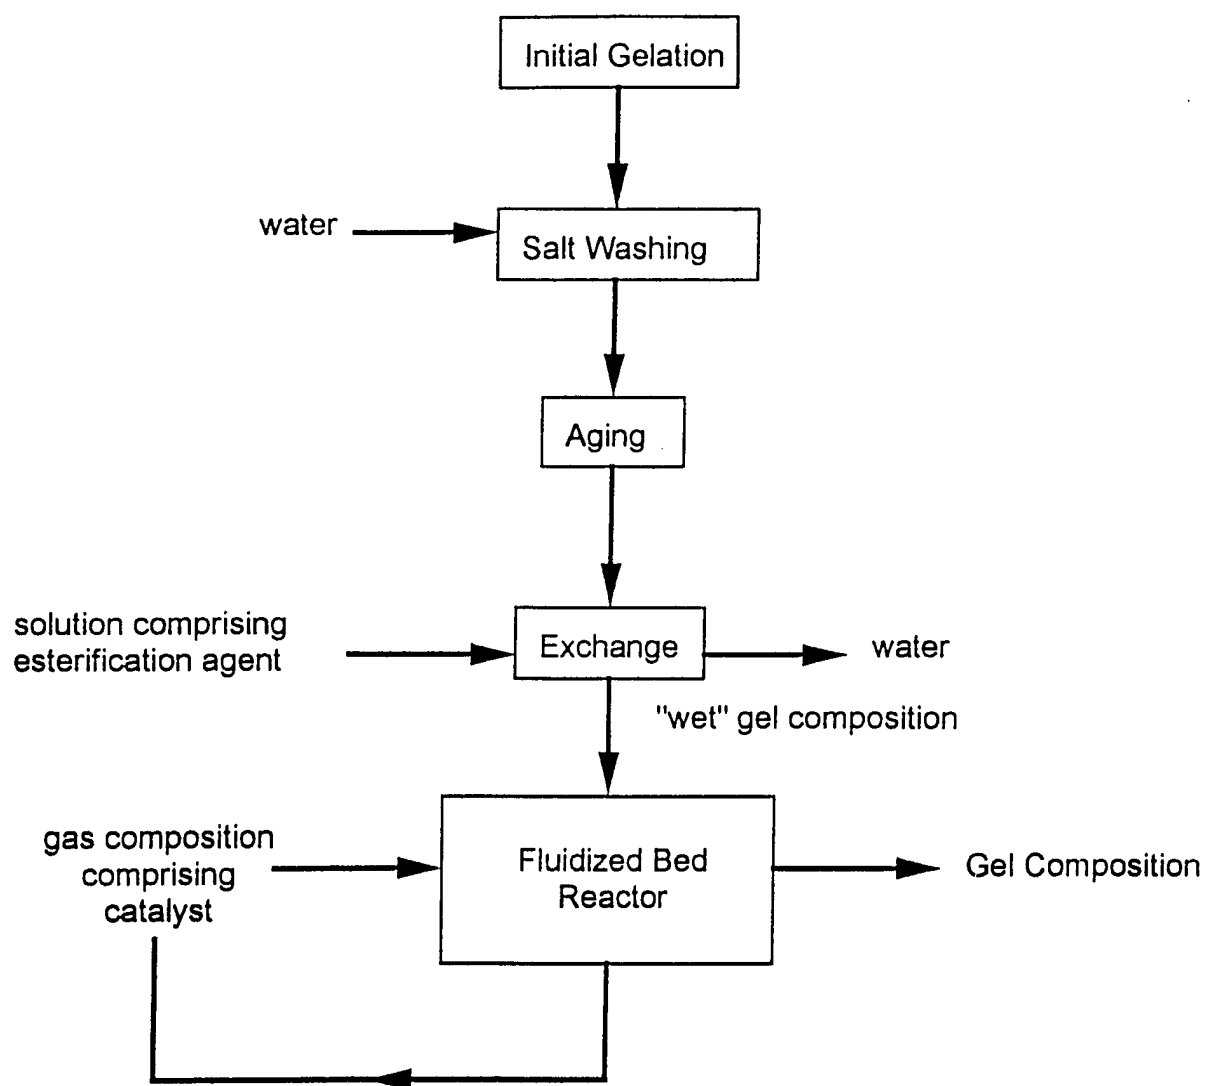 Initial Gelation
water
Salt Washing
Aging
solution comprising
esterification agent
Exchange
water
"wet" gel composition
gas composition
comprising
catalyst
Fluidized Bed
Reactor
Gel Composition